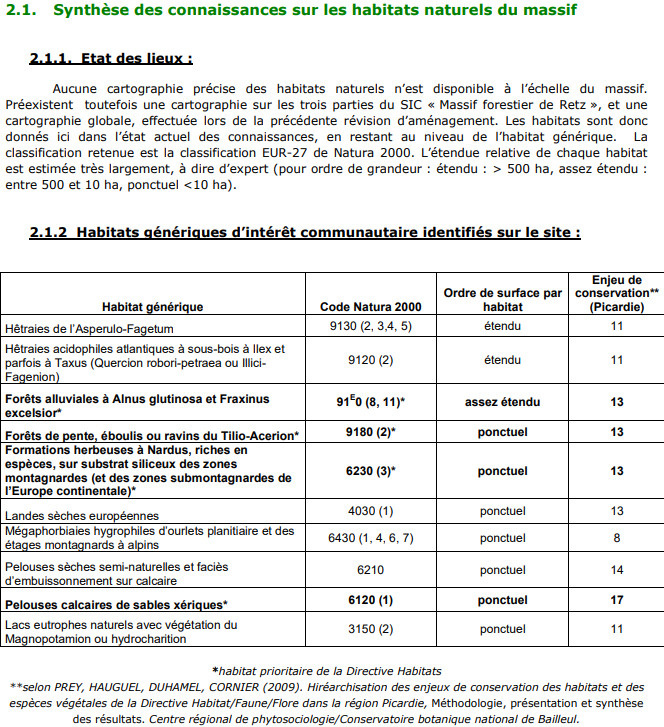 2.1. Synthèse des connaissances sur les habitats naturels du massif
2.1.1. Etat des lieux :
Aucune cartographie précise des habitats naturels n'est disponible à l'échelle du massif.
Préexistent toutefois une cartographie sur les trois parties du SIC « Massif forestier de Retz », et une
cartographie globale, effectuée lors de la précédente révision d'aménagement. Les habitats sont donc
donnés ici dans l'état actuel des connaissances, en restant au niveau de l'habitat générique. La
classification retenue est la classification EUR-27 de Natura 2000. L'étendue relative de chaque habitat
est estimée très largement, à dire d'expert (pour ordre de grandeur : étendu : > 500 ha, assez étendu :
entre 500 et 10 ha, ponctuel <10 ha).
2.1.2 Habitats génériques d'intérêt communautaire identifiés sur le site :
Habitat générique
Code Natura 2000
Ordre de surface par
habitat
Enjeu de
conservation**
(Picardie)
Hêtraies de l'Asperulo-Fagetum
9130 (2, 3,4, 5)
étendu
11
Hêtraies acidophiles atlantiques à sous-bois à Ilex et
parfois à Taxus (Quercion robori-petraea ou Illici-
Fagenion)
9120 (2)
étendu
11
Forêts alluviales à Alnus glutinosa et Fraxinus
excelsior*
91E0 (8, 11)*
assez étendu
13
Forêts de pente, éboulis ou ravins du Tilio-Acerion*
9180 (2)*
ponctuel
13
Formations herbeuses à Nardus, riches en
espèces, sur substrat siliceux des zones
montagnardes (et des zones submontagnardes de
l'Europe continentale)*
6230 (3)*
ponctuel
13
Landes sèches européennes
4030 (1)
ponctuel
13
Mégaphorbiaies hygrophiles d'ourlets planitiaire et des
étages montagnards à alpins
6430 (1, 4, 6, 7)
ponctuel
8
Pelouses sèches semi-naturelles et faciès
d'embuissonnement sur calcaire
6210
ponctuel
14
Pelouses calcaires de sables xériques*
6120 (1)
ponctuel
17
Lacs eutrophes naturels avec végétation du
Magnopotamion ou hydrocharition
3150 (2)
ponctuel
11
*habitat prioritaire de la Directive Habitats
**selon PREY, HAUGUEL, DUHAMEL, CORNIER (2009). Hiréarchisation des enjeux de conservation des habitats et des
espèces végétales de la Directive Habitat/Faune/Flore dans la région Picardie, Méthodologie, présentation et synthèse
des résultats. Centre régional de phytosociologie/Conservatoire botanique national de Bailleul.